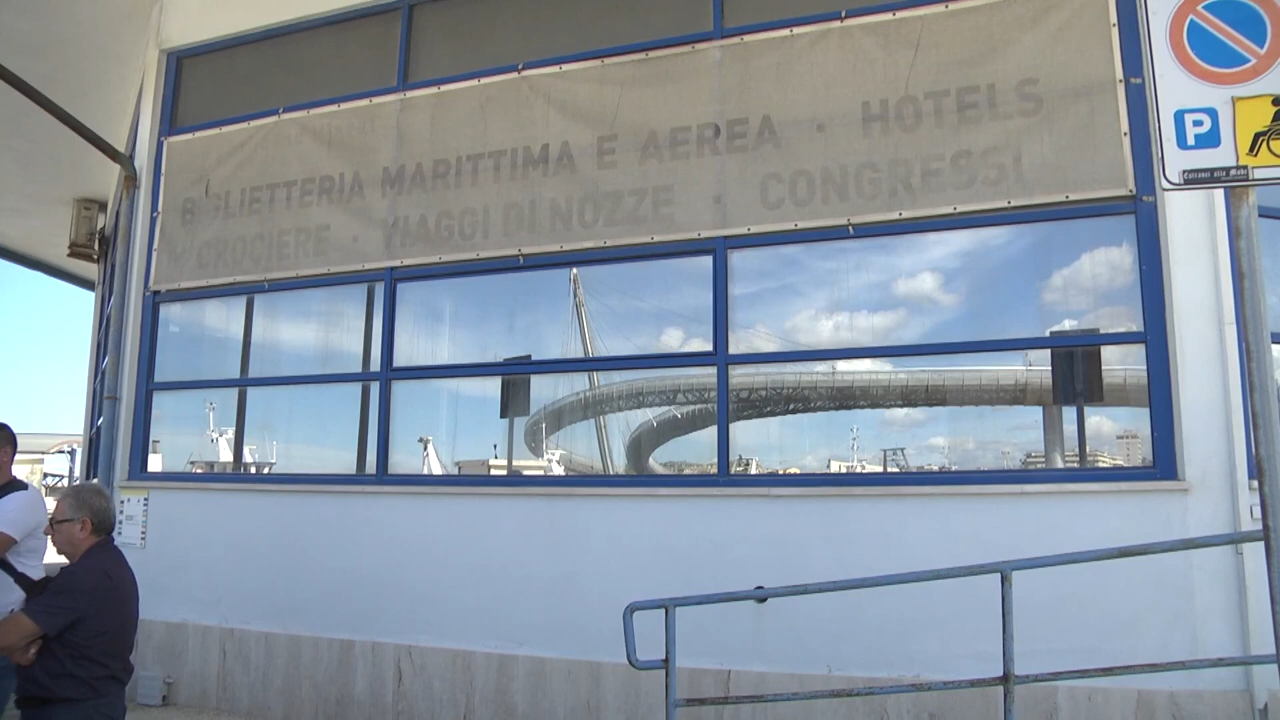 BIGLIETTERIA MARITTIMA E AEREA · HOTELS
CROCIERE · VIAGGI DI NOZZE · CONGRESSI
P